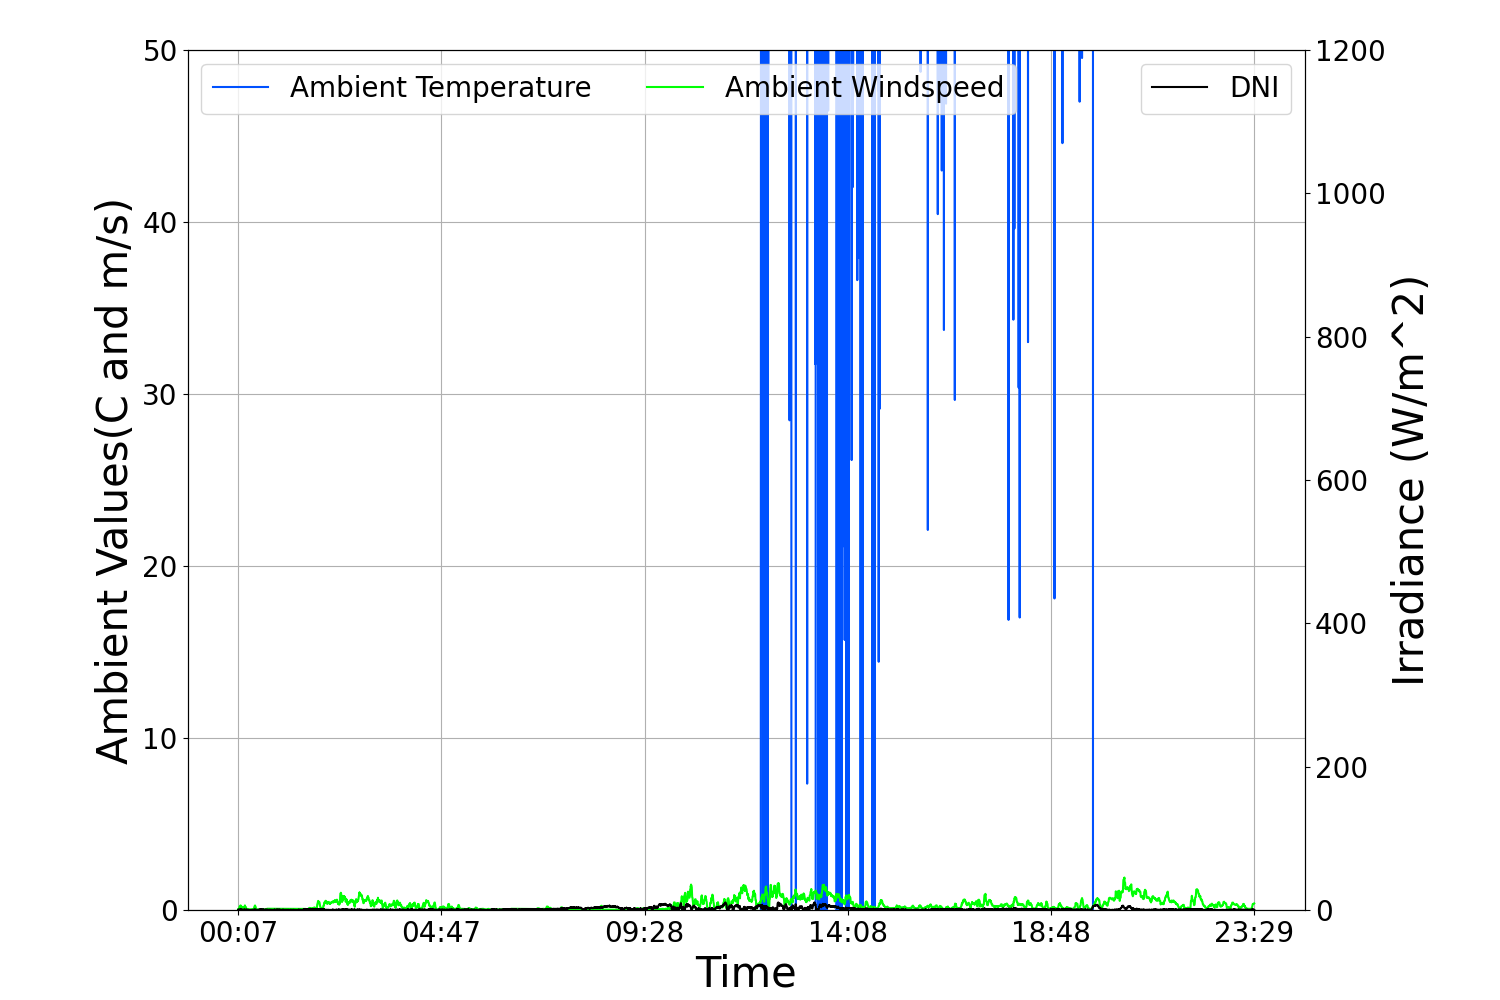 Ambient Temperature
Ambient Windspeed
DNI
Ambient Values(C and m/s)
50
40
30
20
10
0
1200
1000
800
600
400
200
0
Irradiance (W/m^2)
00:07 04:47 09:28 14:08 18:48 23:29
Time